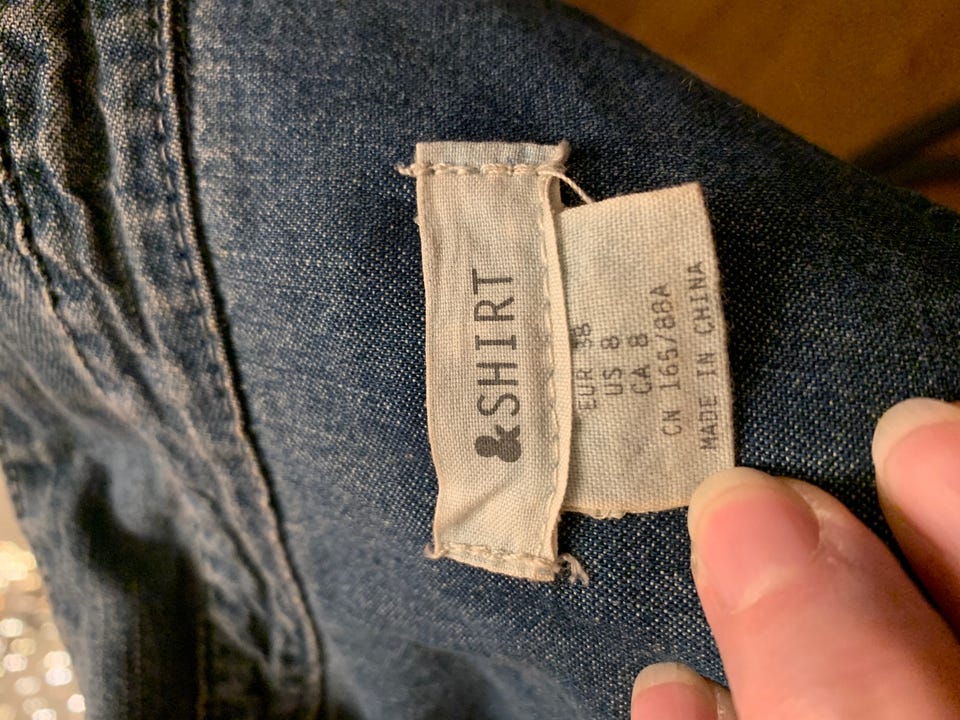 &SHIRT
EUR 38
US 8
CA 8
CN 165/88A
MADE IN CHINA